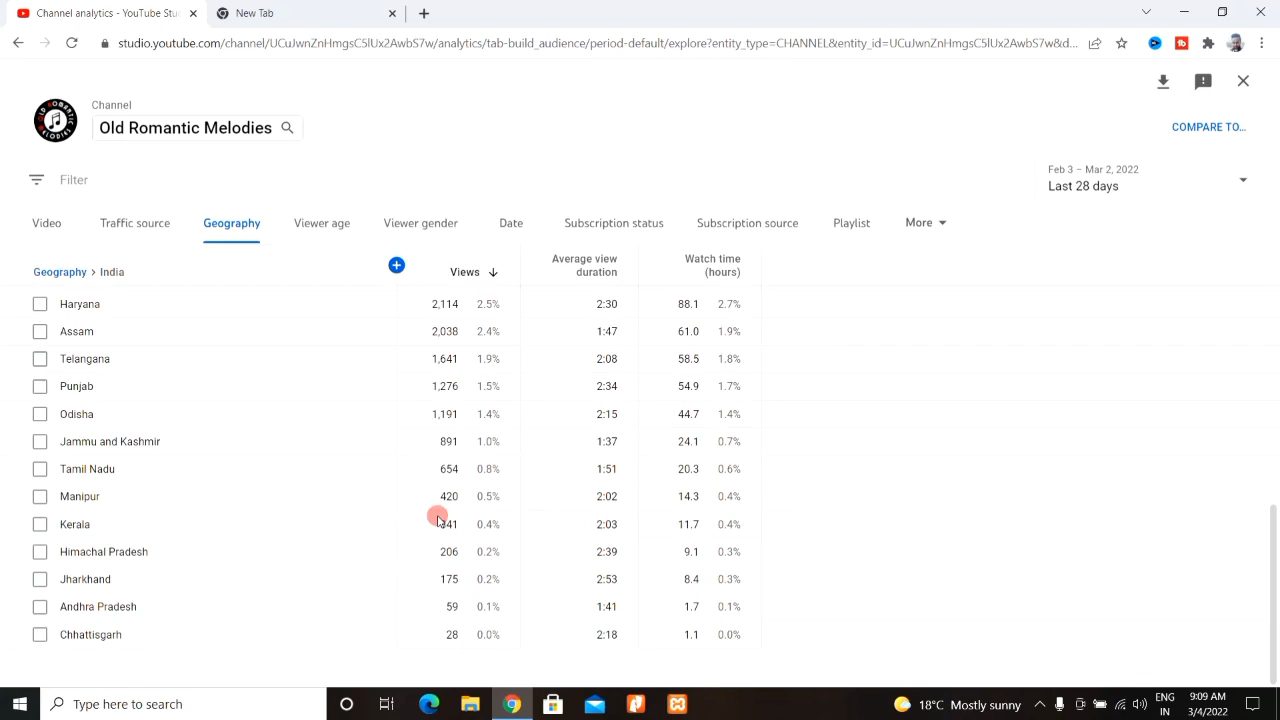 Channel analytics - YouTube Stu
New Tab
studio.youtube.com/channel/UCuJwnZnHmgsC5lUx2AwbS7w/analytics/tab-build_audience/period-default/explore?entity_type=CHANNEL&entity_id=UCuJwnZnHmgsC5lUx2AwbS7w&d...
Channel
Old Romantic Melodies
COMPARE TO...
Filter
Feb 3 – Mar 2, 2022
Last 28 days
Video Traffic source Geography Viewer age Viewer gender Date Subscription status Subscription source Playlist More
Geography > India Views Average view duration Watch time (hours)
Haryana 2,114 2.5% 2:30 88.1 2.7%
Assam 2,038 2.4% 1:47 61.0 1.9%
Telangana 1,641 1.9% 2:08 58.5 1.8%
Punjab 1,276 1.5% 2:34 54.9 1.7%
Odisha 1,191 1.4% 2:15 44.7 1.4%
Jammu and Kashmir 891 1.0% 1:37 24.1 0.7%
Tamil Nadu 654 0.8% 1:51 20.3 0.6%
Manipur 420 0.5% 2:02 14.3 0.4%
Kerala 0.4% 2:03 11.7 0.4%
Himachal Pradesh 206 0.2% 2:39 9.1 0.3%
Jharkhand 175 0.2% 2:53 8.4 0.3%
Andhra Pradesh 59 0.1% 1:41 1.7 0.1%
Chhattisgarh 28 0.0% 2:18 1.1 0.0%
Type here to search
18°C Mostly sunny
ENG
IN
9:09 AM
3/4/2022